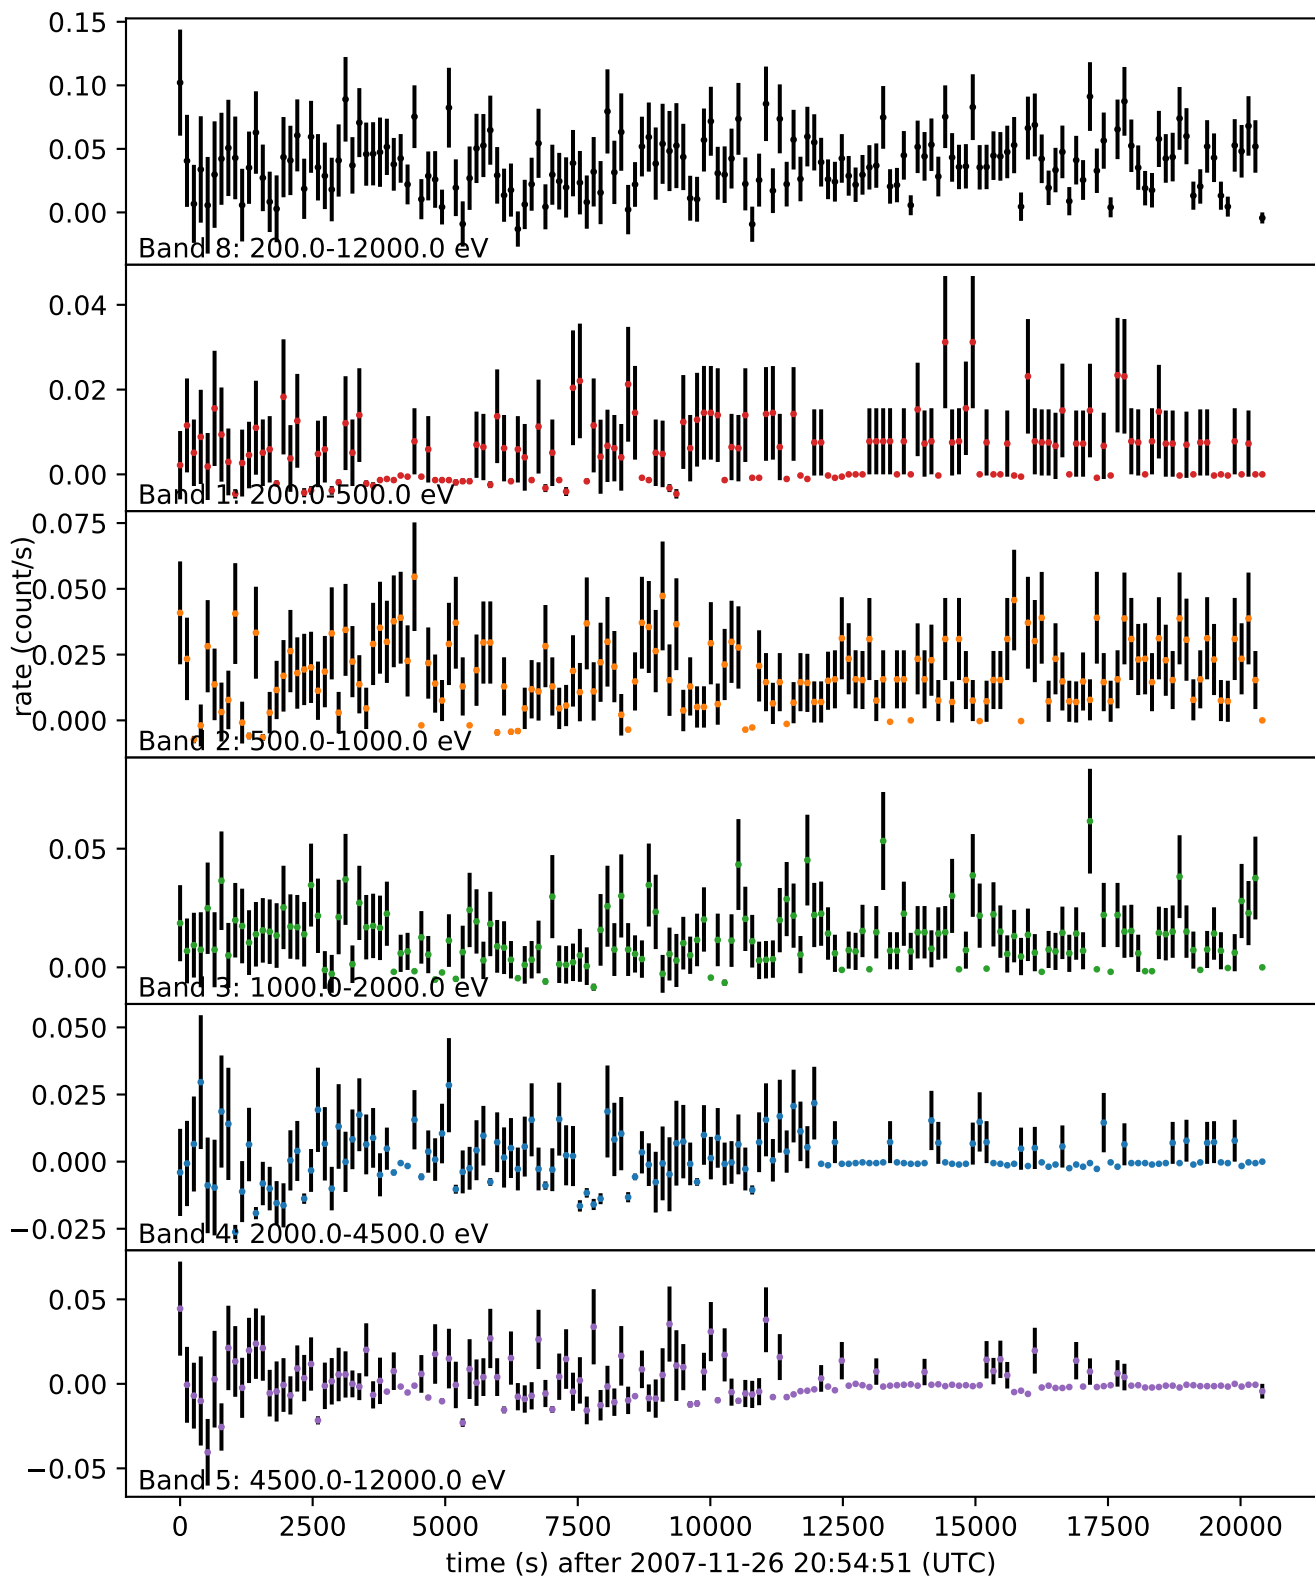 0.15
0.10
0.05
0.00
Band 8: 200.0-12000.0 eV
0.04
0.02
0.00
Band 1: 200.0-500.0 eV
rate (count/s)
0.075
0.050
0.025
0.000
Band 2: 500.0-1000.0 eV
0.05
0.00
Band 3: 1000.0-2000.0 eV
0.050
0.025
0.000
−0.025
Band 4: 2000.0-4500.0 eV
0.05
0.00
−0.05
Band 5: 4500.0-12000.0 eV
0 2500 5000 7500 10000 12500 15000 17500 20000
time (s) after 2007-11-26 20:54:51 (UTC)